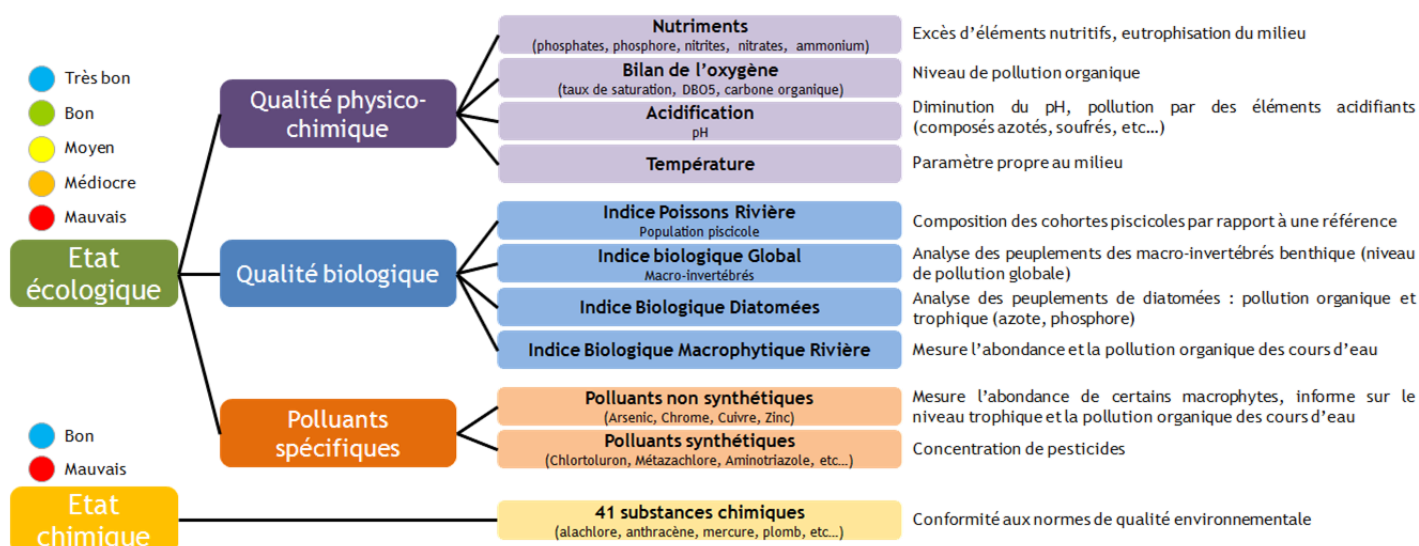 Très bon
Bon
Moyen
Médiocre
Mauvais
Etat
écologique
Qualité physico-
chimique
Nutriments
(phosphates, phosphore, nitrites, nitrates, ammonium)
Excès d'éléments nutritifs, eutrophisation du milieu
Bilan de l'oxygène
(taux de saturation, DBO5, carbone organique)
Niveau de pollution organique
Acidification
pH
Diminution du pH, pollution par des éléments acidifiants
(composés azotés, soufrés, etc...)
Température
Paramètre propre au milieu
Qualité biologique
Indice Poissons Rivière
Population piscicole
Composition des cohortes piscicoles par rapport à une référence
Indice biologique Global
Macro-invertébrés
Analyse des peuplements des macro-invertébrés benthique (niveau
de pollution globale)
Indice Biologique Diatomées
Analyse des peuplements de diatomées : pollution organique et
trophique (azote, phosphore)
Indice Biologique Macrophytique Rivière
Mesure l'abondance et la pollution organique des cours d'eau
Polluants
spécifiques
Polluants non synthétiques
(Arsenic, Chrome, Cuivre, Zinc)
Mesure l'abondance de certains macrophytes, informe sur le
niveau trophique et la pollution organique des cours d'eau
Polluants synthétiques
(Chlortoluron, Métazachlore, Aminotriazole, etc...)
Concentration de pesticides
Bon
Mauvais
Etat
chimique
41 substances chimiques
(alachlore, anthracène, mercure, plomb, etc...)
Conformité aux normes de qualité environnementale